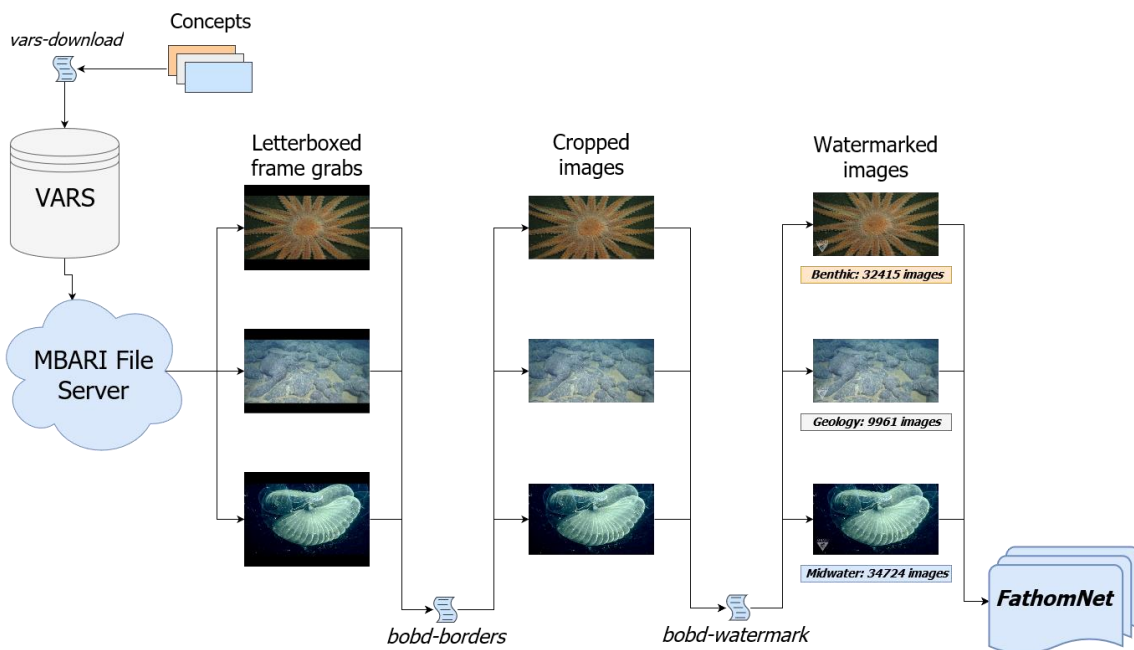 Concepts
vars-download
VARS
MBARI File
Server
Letterboxed
frame grabs
Cropped
images
Watermarked
images
Benthic: 32415 images
Geology: 9961 images
Midwater: 34724 images
bobd-borders
bobd-watermark
FathomNet